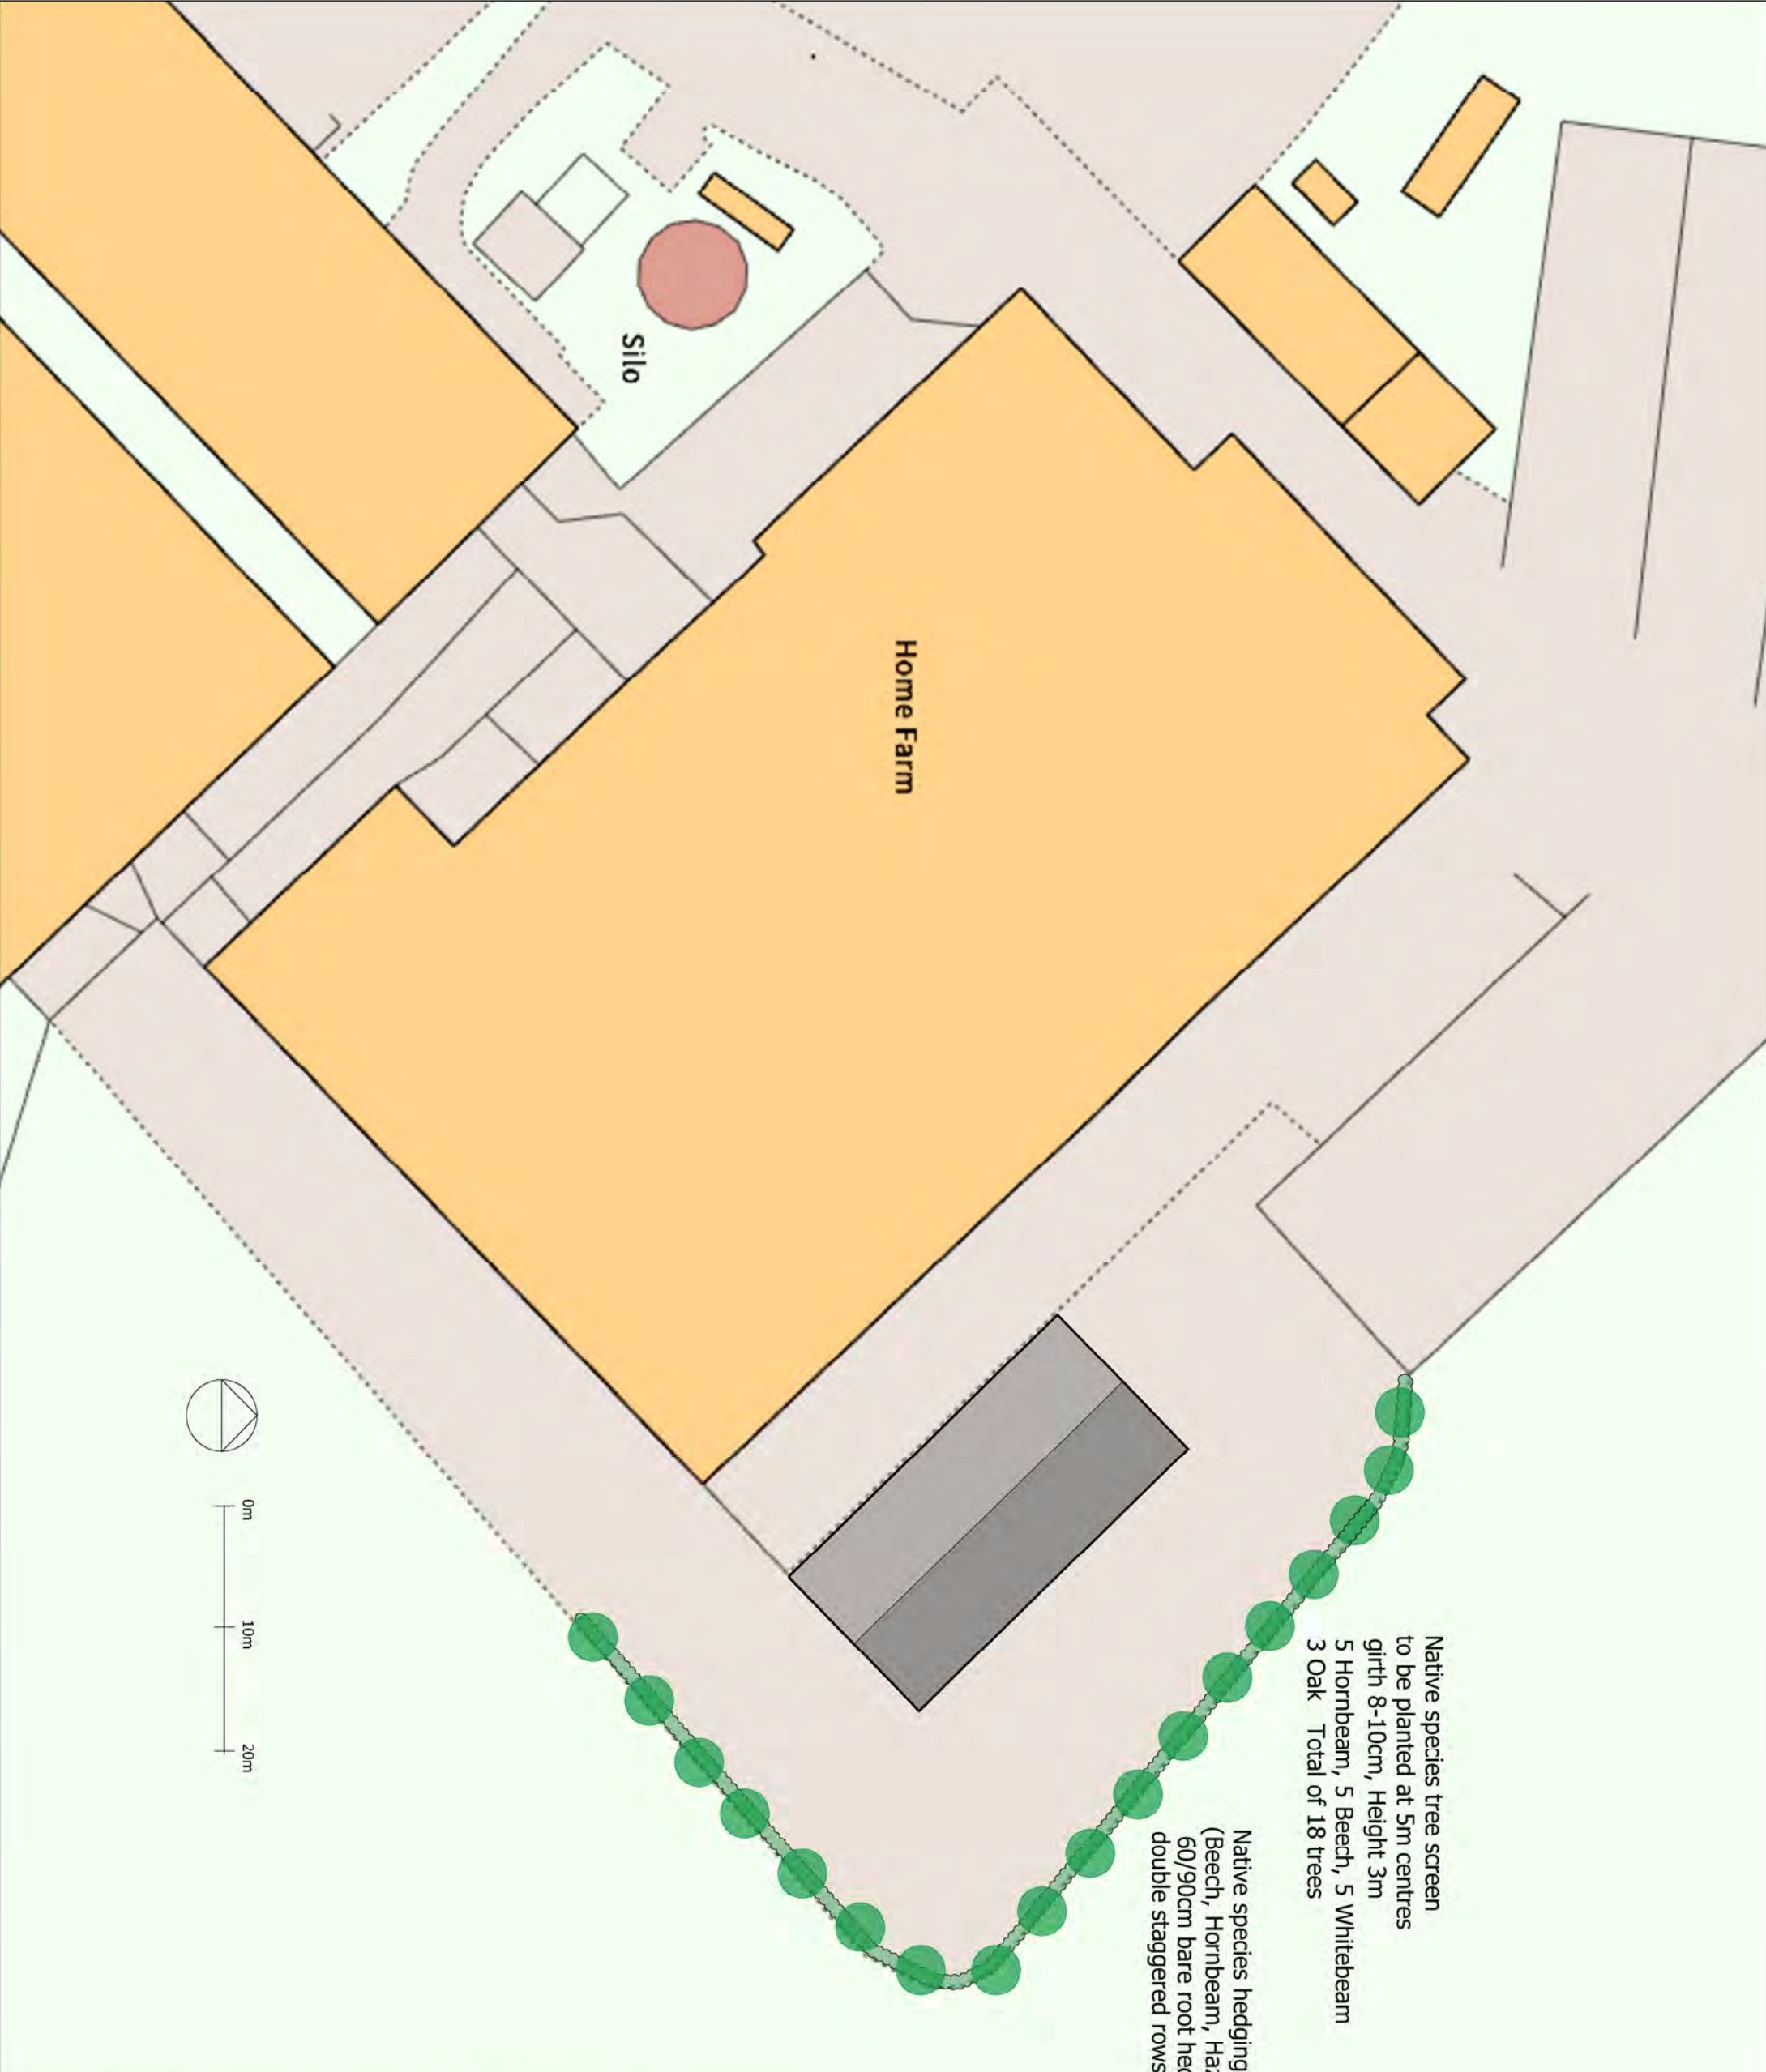 Silo
Home Farm
0m
10m
20m
Native species tree screen
to be planted at 5m centres
girth 8-10cm, Height 3m
5 Hornbeam, 5 Beech, 5 Whitebeam
3 Oak Total of 18 trees
Native species hedging
(Beech, Hornbeam,
60/90cm bare root
double staggered rows